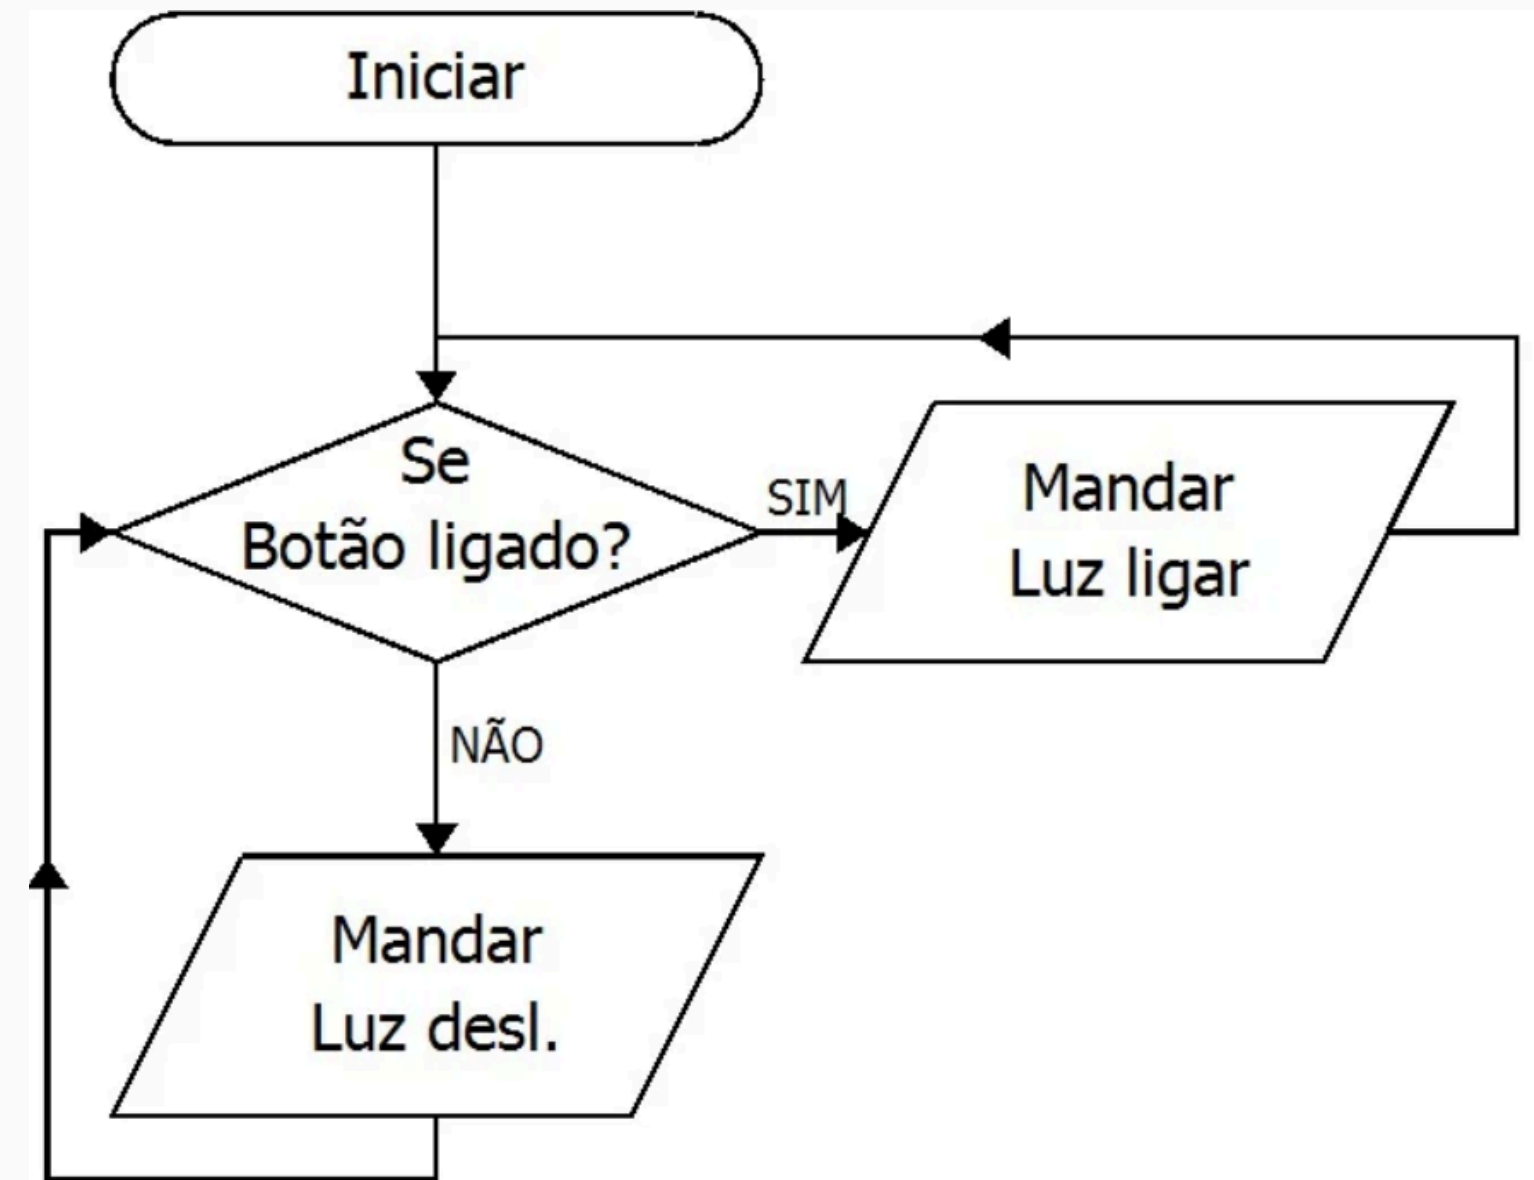 Iniciar
Se
Botão ligado?
SIM
Mandar
Luz ligar
NÃO
Mandar
Luz desl.